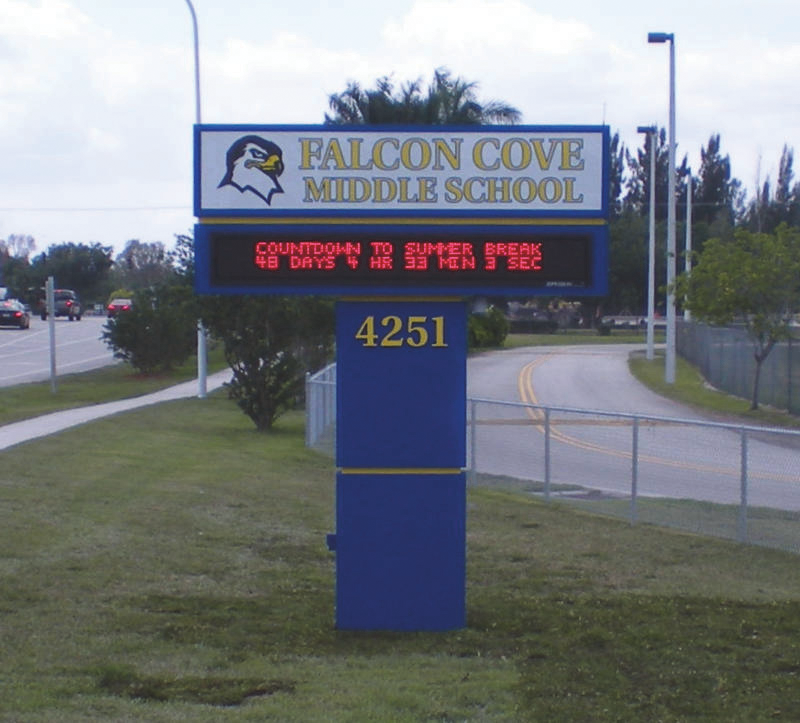 FALCON COVE
MIDDLE SCHOOL
COUNTDOWN TO SUMMER BREAK
48 DAYS 4 HR 33 MIN 3 SEC
4251